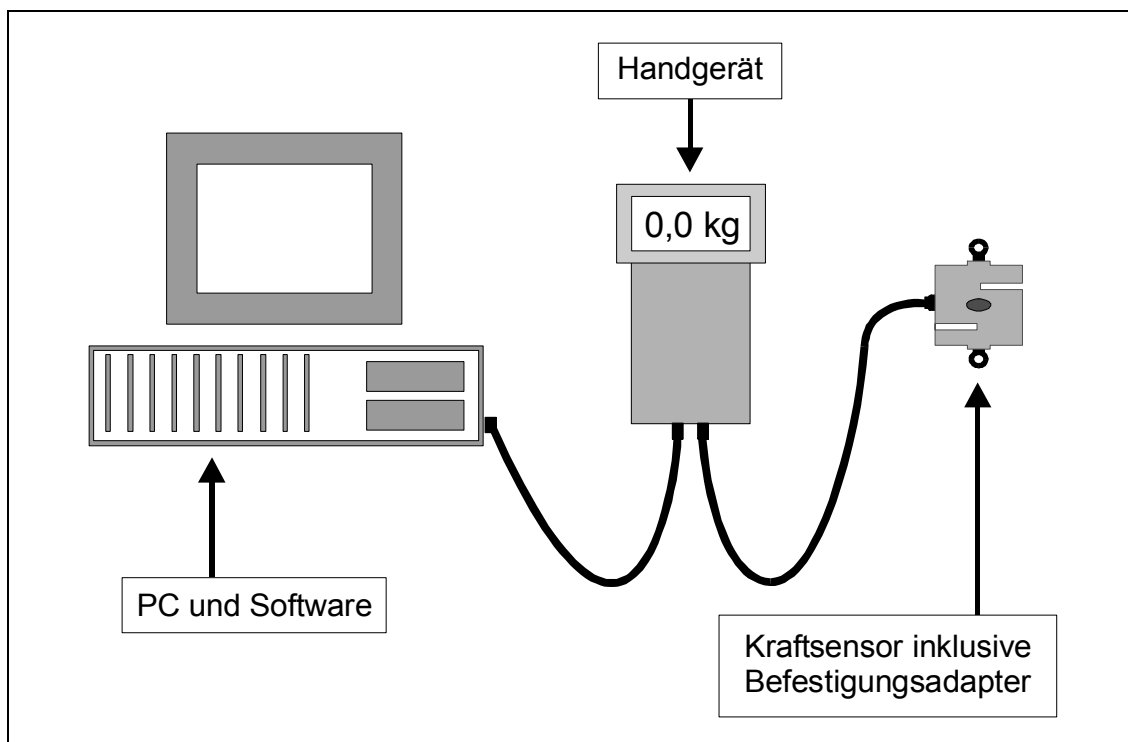 Handgerät
0,0 kg
PC und Software
Kraftsensor inklusive
Befestigungsadapter